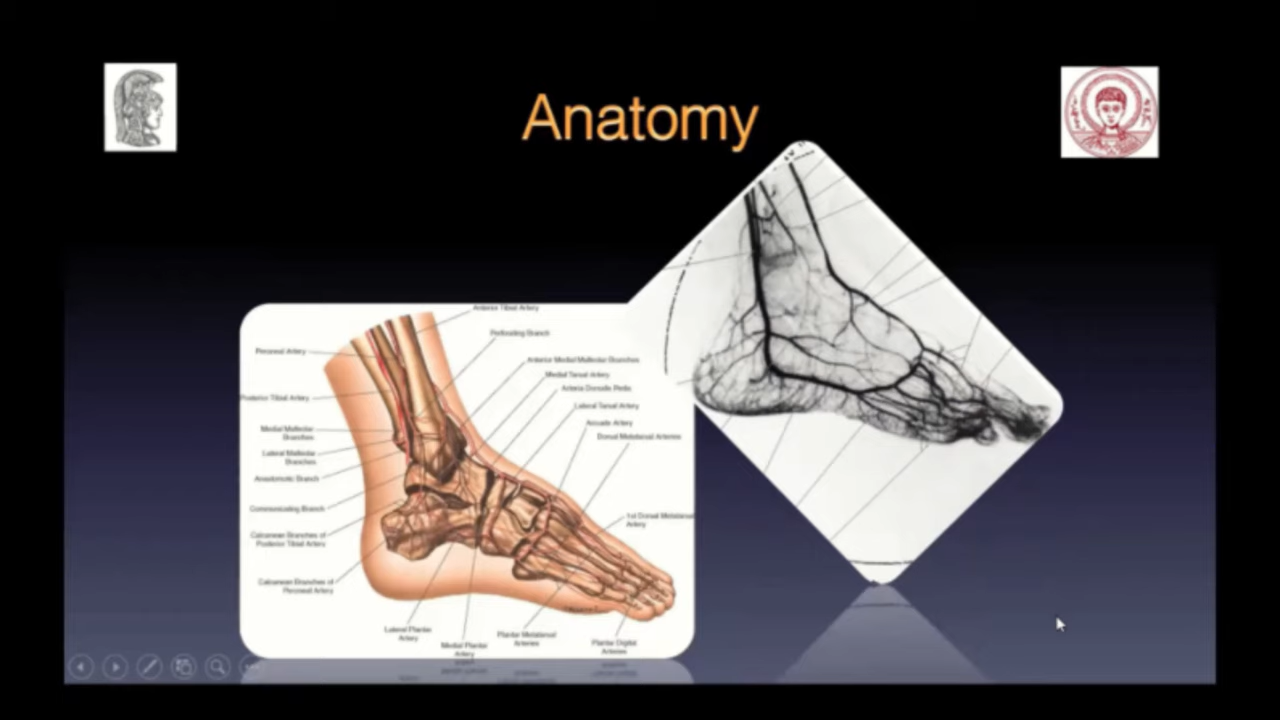 Anatomy
Anterior Tibial Artery
Perforating Branch
Peroneal Artery
Anterior Medial Malleolar Branches
Medial Tarsal Artery
Arteria Dorsalis Pedis
Posterior Tibial Artery
Lateral Tarsal Artery
Arcuate Artery
Medial Malleolar
Branches
Dorsal Metatarsal Arteries
Lateral Malleolar
Branches
Anastomotic Branch
Communicating Branch
1st Dorsal Metatarsal
Artery
Calcanean Branches of
Posterior Tibial Artery
Calcanean Branches of
Peroneal Artery
Lateral Plantar
Artery
Medial Plantar
Artery
Plantar Metatarsal
Arteries
Plantar Digital
Arteries